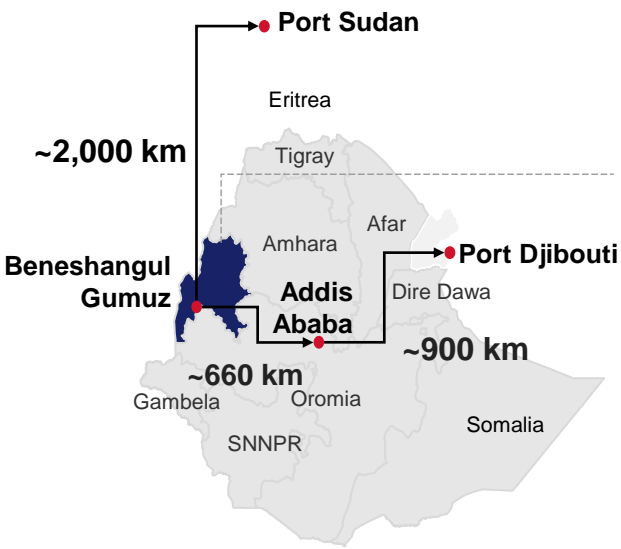 Port Sudan
Eritrea
~2,000 km
Tigray
Afar
Amhara
Beneshangul
Gumuz
Port Djibouti
Addis
Ababa
Dire Dawa
~900 km
~660 km
Gambela
Oromia
Somalia
SNNPR